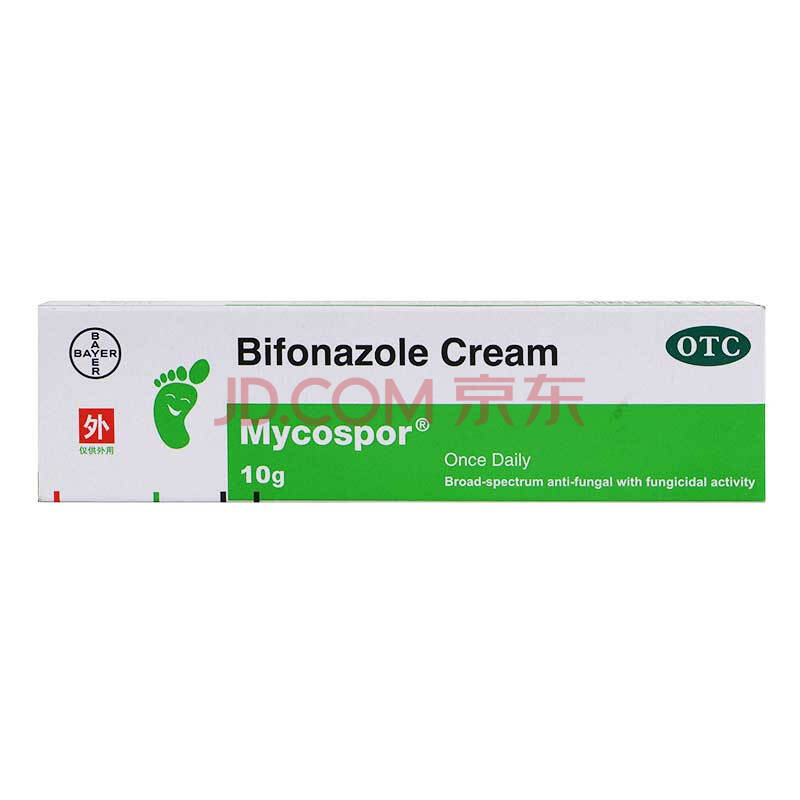 BAYER
BAYER
Bifonazole Cream
OTC
JD.COM 京东
外
仅供外用
Mycospor®
10g
Once Daily
Broad-spectrum anti-fungal with fungicidal activity